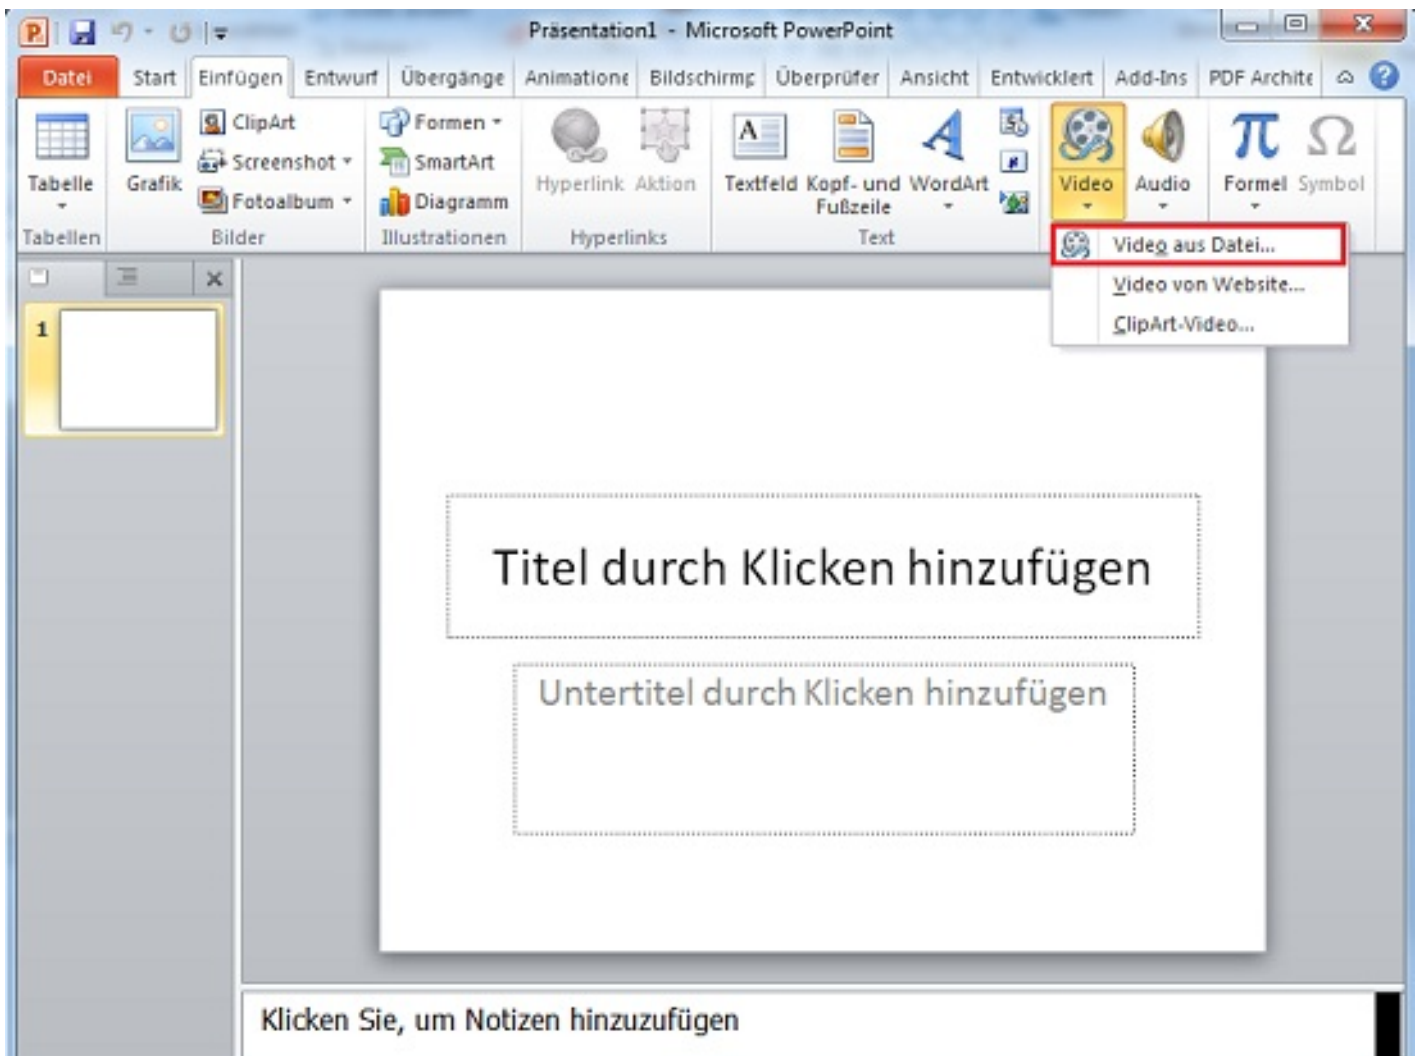 Präsentation1 - Microsoft PowerPoint
Datei Start Einfügen Entwurf Übergänge Animatione Bildschirmp Überprüfer Ansicht Entwicklert Add-Ins PDF Archite
Tabelle
Tabellen
Grafik
ClipArt
Screenshot
Fotoalbum
Bilder
Formen
SmartArt
Diagramm
Illustrationen
Hyperlink Aktion
Hyperlinks
Textfeld Kopf- und WordArt
Fußzeile
Text
Video Audio
Formel Symbol
Video aus Datei...
Video von Website...
ClipArt-Video...
1
Titel durch Klicken hinzufügen
Untertitel durch Klicken hinzufügen
Klicken Sie, um Notizen hinzuzufügen